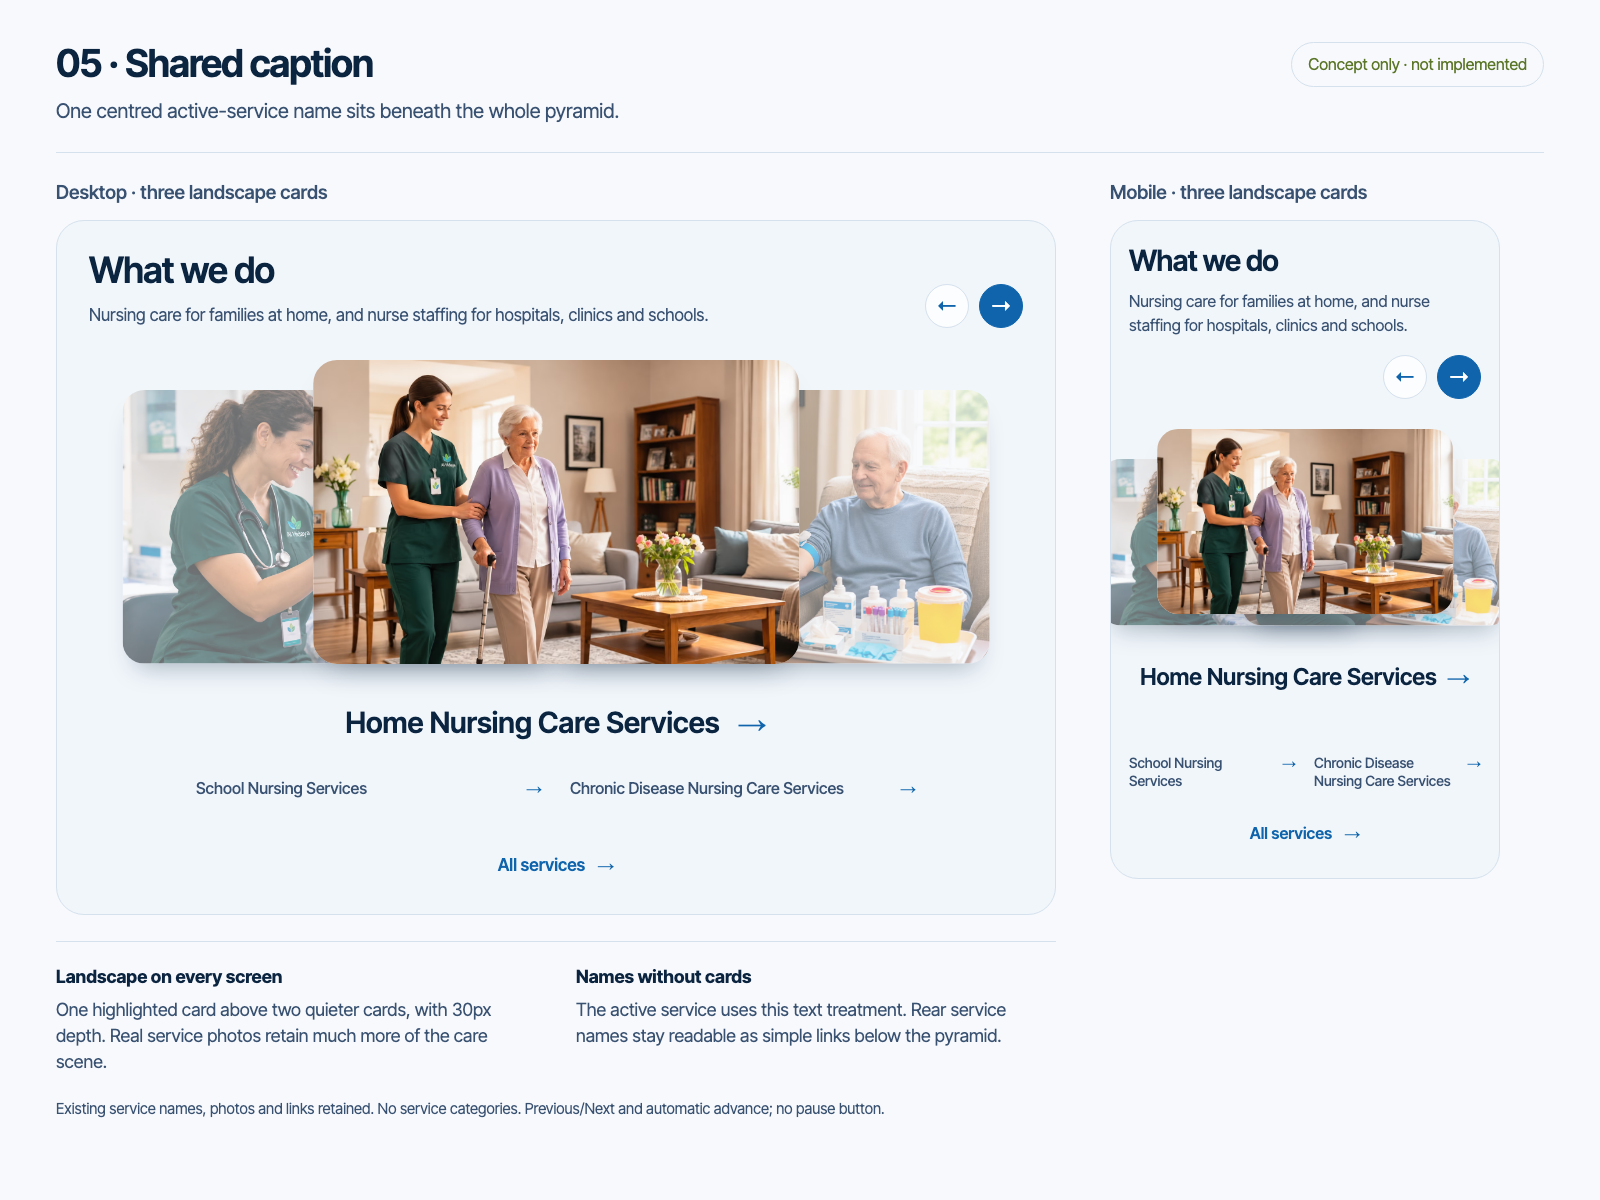 05 · Shared caption
Concept only · not implemented
One centred active-service name sits beneath the whole pyramid.
Desktop · three landscape cards
What we do
Nursing care for families at home, and nurse staffing for hospitals, clinics and schools.
← →
Home Nursing Care Services →
School Nursing Services →
Chronic Disease Nursing Care Services →
All services →
Mobile · three landscape cards
What we do
Nursing care for families at home, and nurse
staffing for hospitals, clinics and schools.
← →
Home Nursing Care Services →
School Nursing
Services →
Chronic Disease
Nursing Care Services →
All services →
Landscape on every screen
One highlighted card above two quieter cards, with 30px
depth. Real service photos retain much more of the care
scene.
Names without cards
The active service uses this text treatment. Rear service
names stay readable as simple links below the pyramid.
Existing service names, photos and links retained. No service categories. Previous/Next and automatic advance; no pause button.